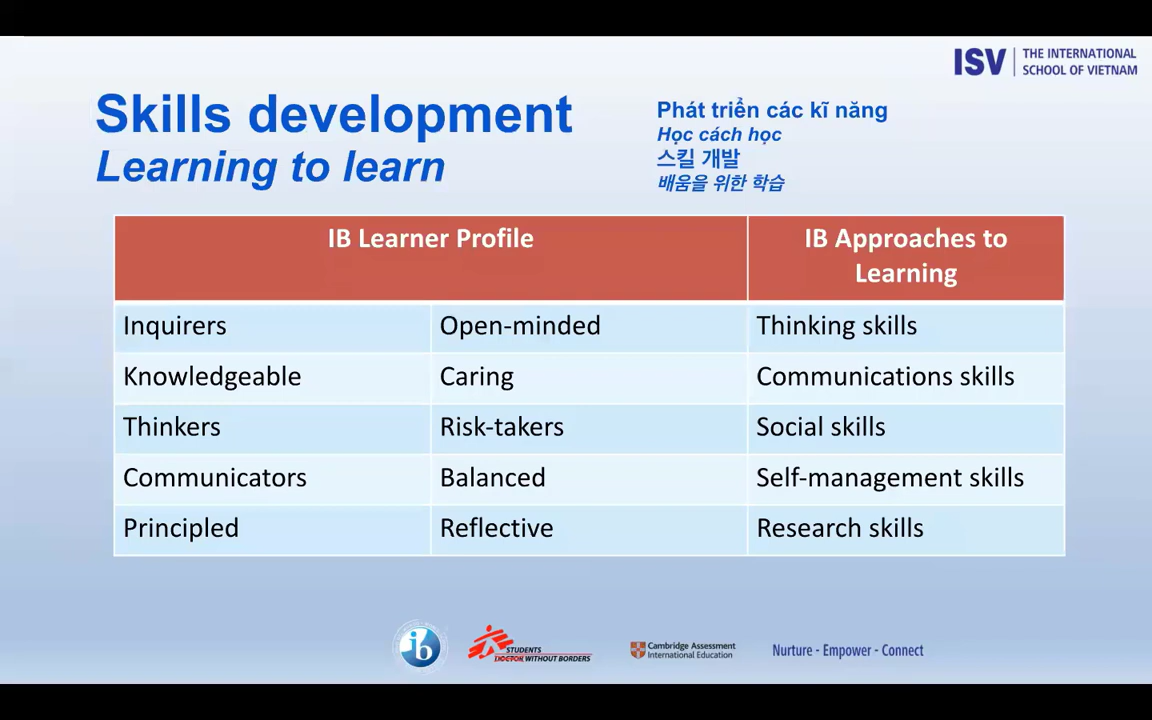 ISV THE INTERNATIONAL
SCHOOL OF VIETNAM
Skills development
Learning to learn
Phát triển các kĩ năng
Học cách học
스킬 개발
배움을 위한 학습
IB Learner Profile
IB Approaches to
Learning
Inquirers Open-minded Thinking skills
Knowledgeable Caring Communications skills
Thinkers Risk-takers Social skills
Communicators Balanced Self-management skills
Principled Reflective Research skills
ib
STUDENTS
DOCTOR WITHOUT BORDERS
Cambridge Assessment
International Education
Nurture - Empower - Connect